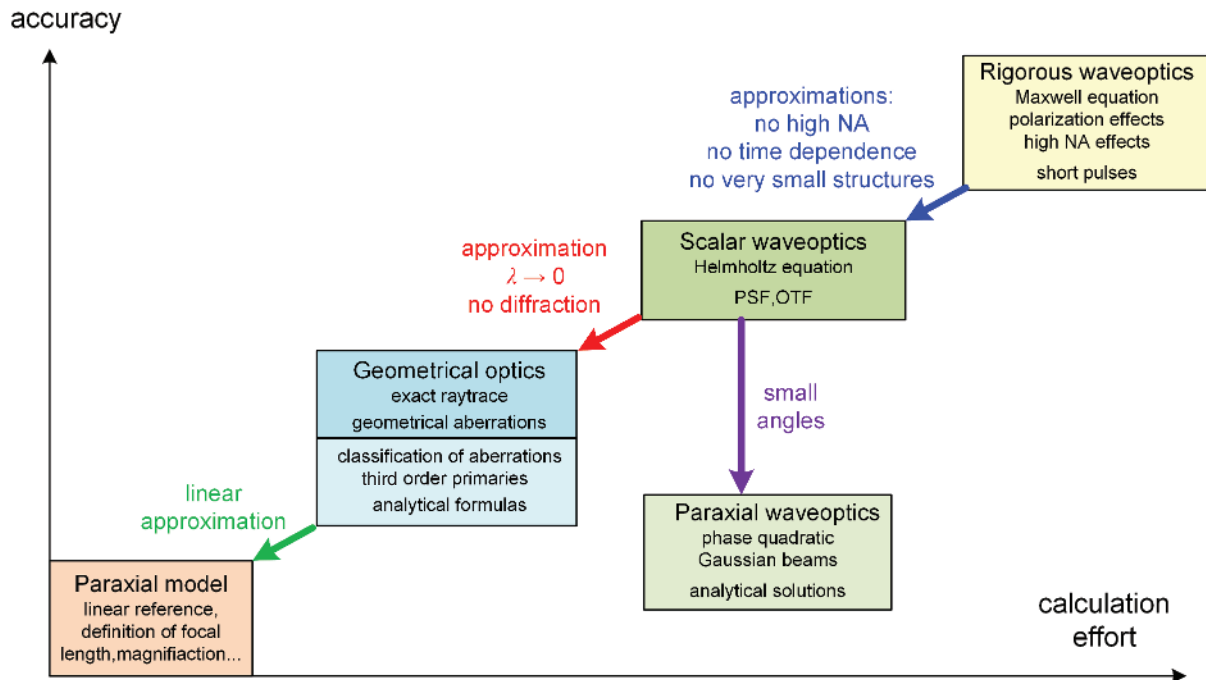 accuracy
Rigorous waveoptics
Maxwell equation
polarization effects
high NA effects
short pulses
approximations:
no high NA
no time dependence
no very small structures
Scalar waveoptics
Helmholtz equation
PSF,OTF
approximation
λ → 0
no diffraction
Geometrical optics
exact raytrace
geometrical aberrations
classification of aberrations
third order primaries
analytical formulas
small
angles
linear
approximation
Paraxial waveoptics
phase quadratic
Gaussian beams
analytical solutions
Paraxial model
linear reference,
definition of focal
length,magnifiaction...
calculation
effort